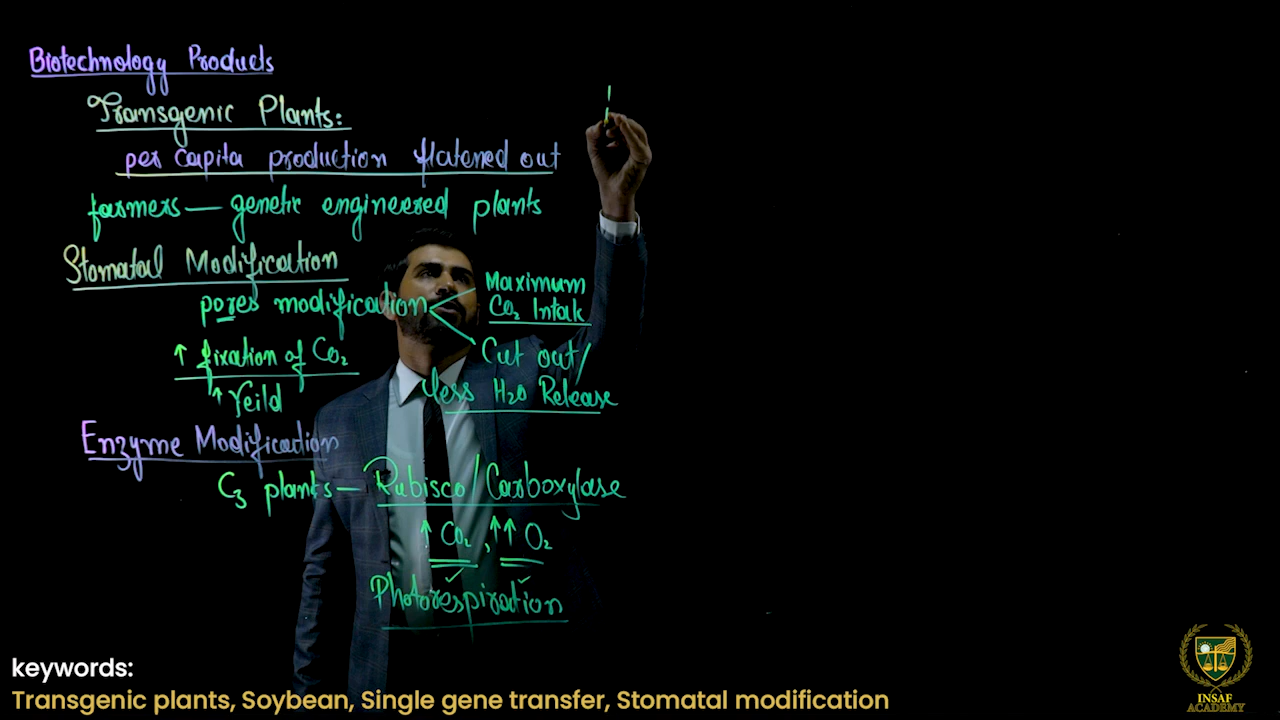 Biotechnology Products
Transgenic Plants:
per capita production flatened out
farmers — genetic engineered plants
Stomatal Modification
pores modification
Maximum
CO₂ Intak
↑ fixation of CO₂
Cut out/
less H₂O Release
↑ Yeild
Enzyme Modification
C₃ plants — Rubisco/Carboxylase
↑ CO₂, ↑↑ O₂
Photorespiration
keywords:
Transgenic plants, Soybean, Single gene transfer, Stomatal modification
INSAF
ACADEMY